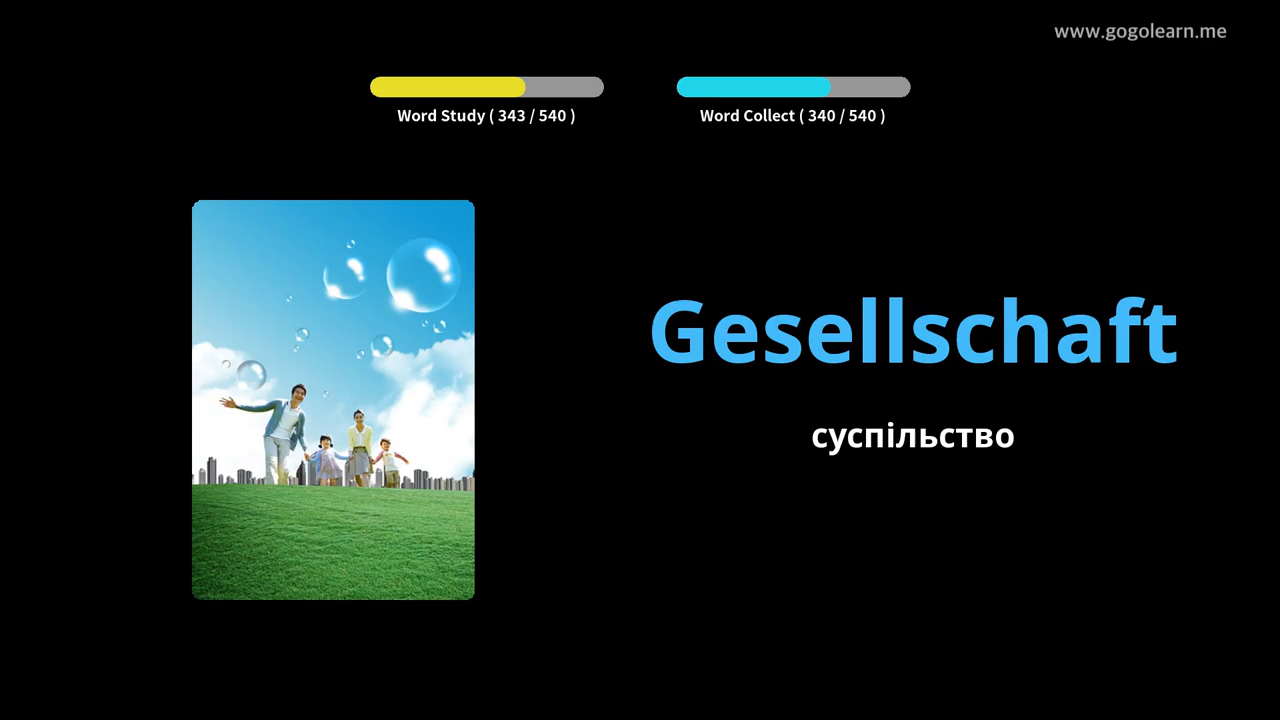 www.gogolearn.me
Word Study ( 343 / 540 )
Word Collect ( 340 / 540 )
Gesellschaft
суспільство